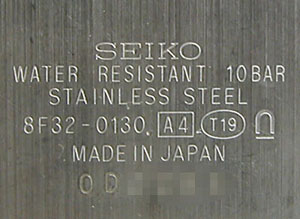 SEIKO
WATER RESISTANT 10BAR
STAINLESS STEEL
8F32-0130 A4 T19
MADE IN JAPAN
0D